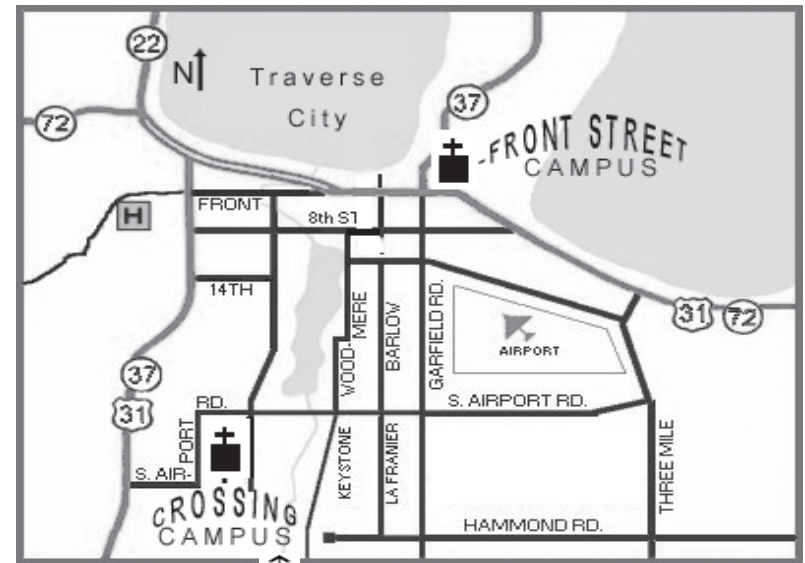 22
N
Traverse
City
72
37
FRONT STREET
CAMPUS
FRONT
H
8th ST
14TH
WOOD-
MERE
BARLOW
GARFIELD RD.
AIRPORT
31
72
37
31
RD.
S. AIRPORT RD.
S. AIR-
PORT
KEYSTONE
LA FRANIER
THREE MILE
CROSSING
CAMPUS
HAMMOND RD.